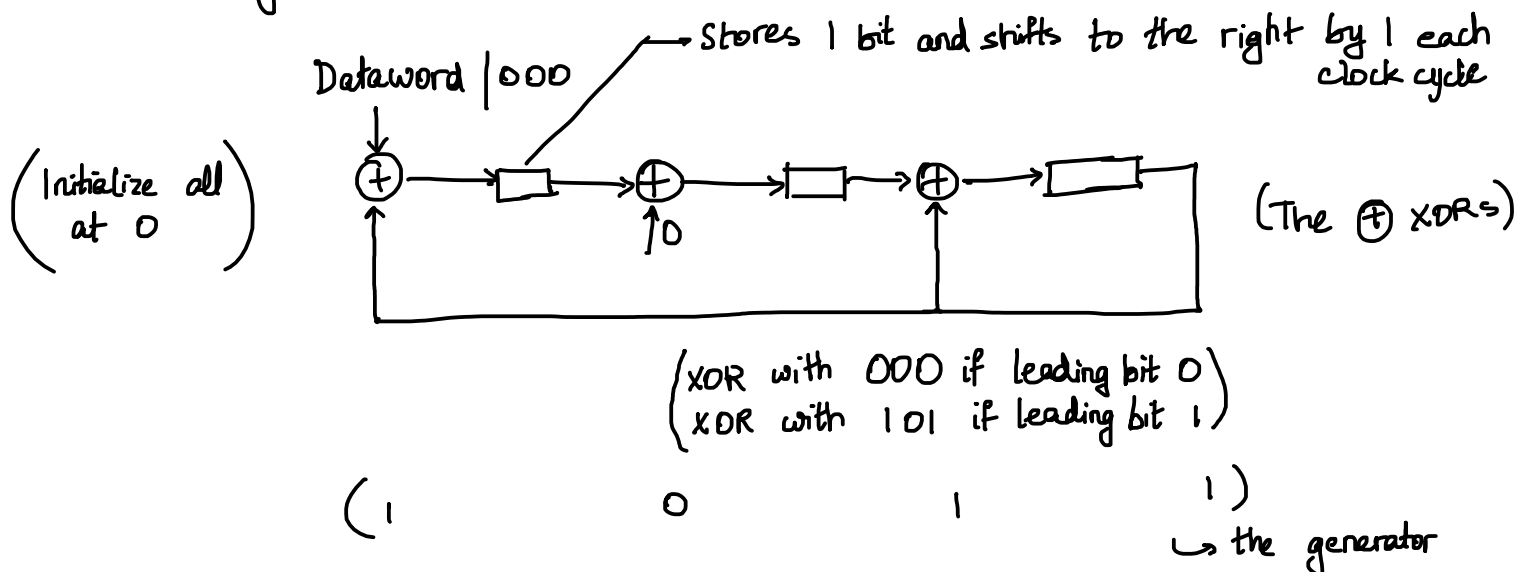 Stores 1 bit and shifts to the right by 1 each
clock cycle
Dataword | 000
(Initialize all
at 0)
0
(The ⊕ XORs)
(XOR with 000 if leading bit 0
XOR with 101 if leading bit 1)
(1 0 1 1)
↳ the generator